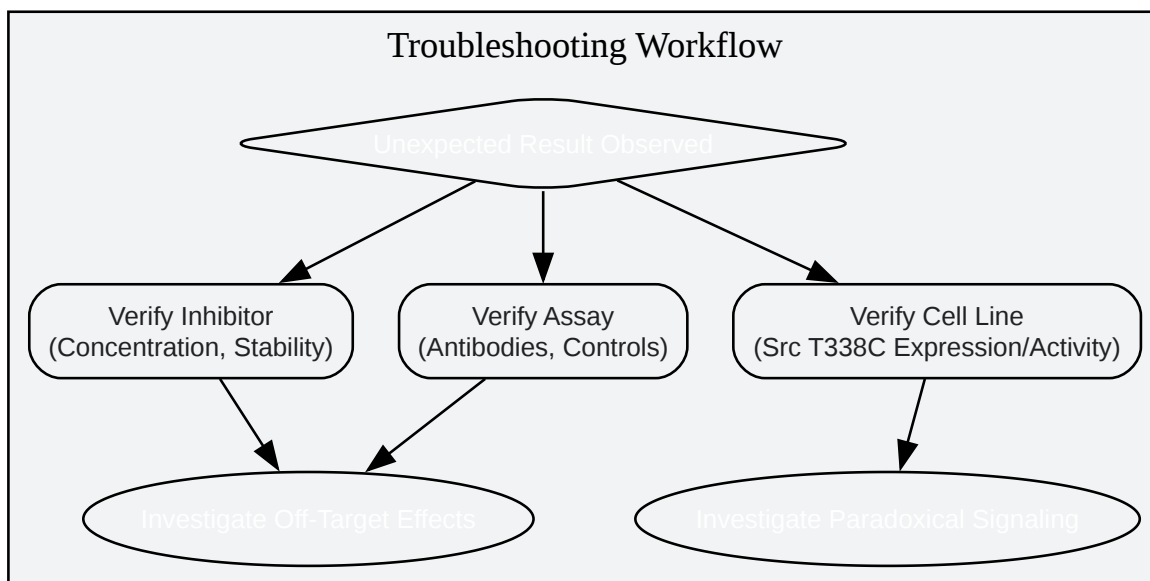 Troubleshooting Workflow
Unexpected Result Observed
Verify Inhibitor
(Concentration, Stability)
Verify Assay
(Antibodies, Controls)
Verify Cell Line
(Src T338C Expression/Activity)
Investigate Off-Target Effects
Investigate Paradoxical Signaling